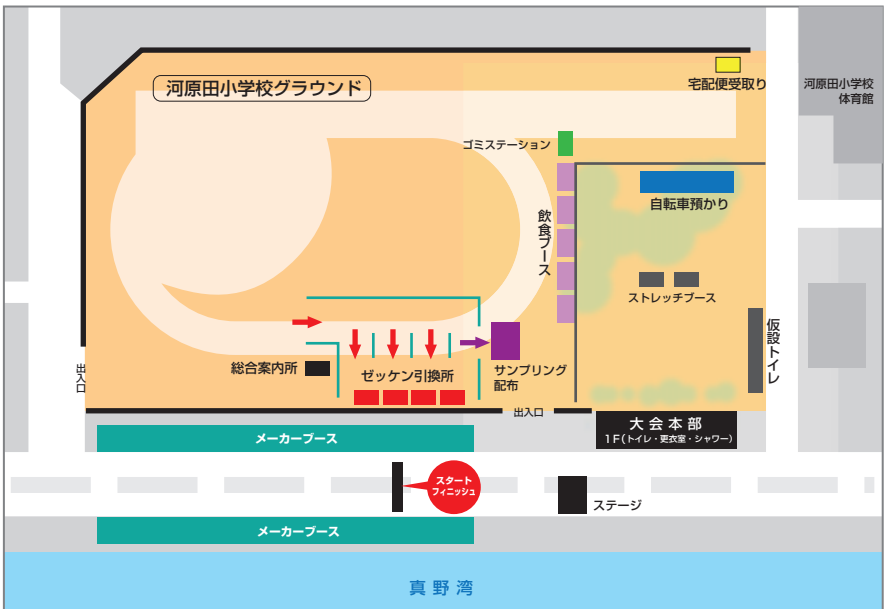 河原田小学校グラウンド
宅配便受取り
河原田小学校
体育館
ゴミステーション
自転車預かり
飲食ブース
ストレッチブース
仮設トイレ
出入口
総合案内所
ゼッケン引換所
サンプリング
配布
出入口
大会本部
1F(トイレ・更衣室・シャワー)
メーカーブース
スタート
フィニッシュ
ステージ
メーカーブース
真野湾